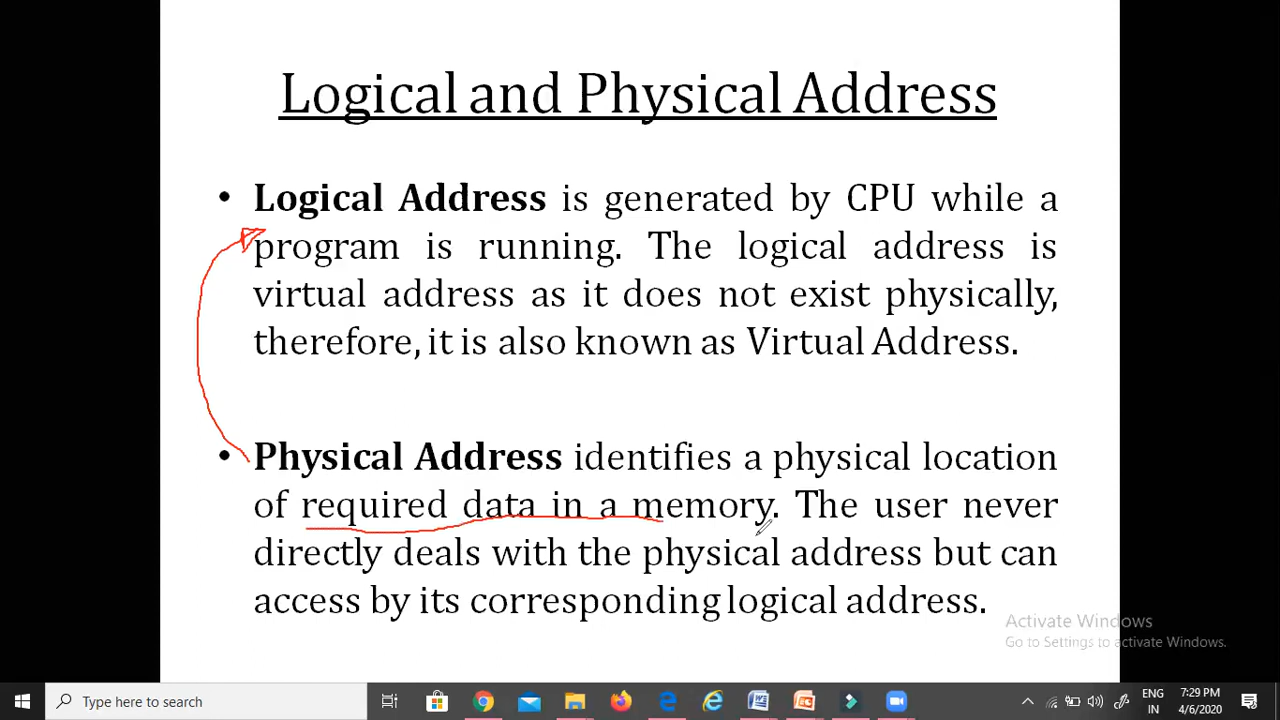 Logical and Physical Address
• Logical Address is generated by CPU while a
program is running. The logical address is
virtual address as it does not exist physically,
therefore, it is also known as Virtual Address.
• Physical Address identifies a physical location
of required data in a memory. The user never
directly deals with the physical address but can
access by its corresponding logical address.
Activate Windows
Go to Settings to activate Windows.
Type here to search
ENG
IN
7:29 PM
4/6/2020